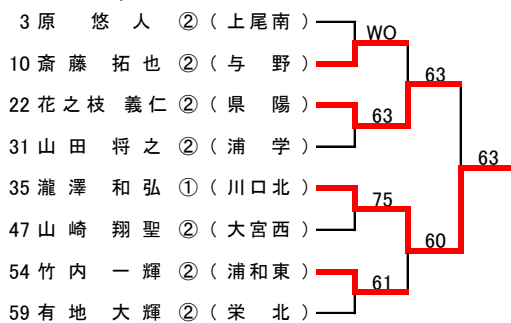 3 原 悠 人 ② ( 上尾南 )
WO
10 斎 藤 拓 也 ② ( 与 野 )
63
22 花之枝 義仁 ② ( 県 陽 )
63
31 山 田 将 之 ② ( 浦 学 )
63
35 瀧 澤 和 弘 ① ( 川口北 )
75
47 山 崎 翔 聖 ② ( 大宮西 )
60
54 竹 内 一 輝 ② ( 浦和東 )
61
59 有 地 大 輝 ② ( 栄 北 )